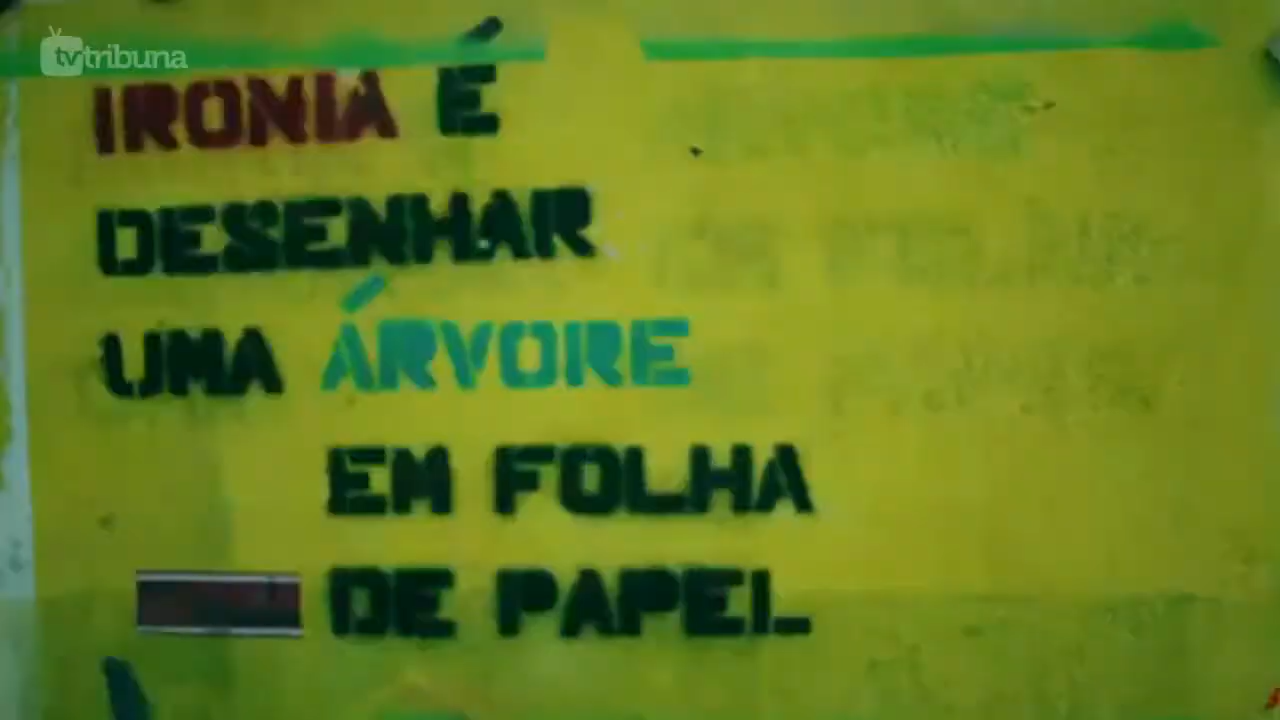 tvtribuna
IRONIA É
DESENHAR
UMA ÁRVORE
EM FOLHA
DE PAPEL